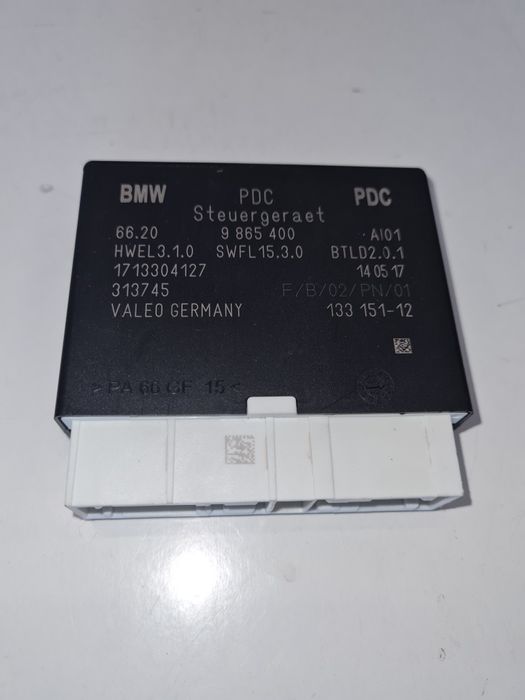 BMW PDC PDC
Steuergeraet
66.20 9 865 400 AI01
HWEL3.1.0 SWFL15.3.0 BTLD2.0.1
1713304127 14 05 17
313745 F/B/02/PN/01
VALEO GERMANY 133 151-12
>PA 66 GF 15<